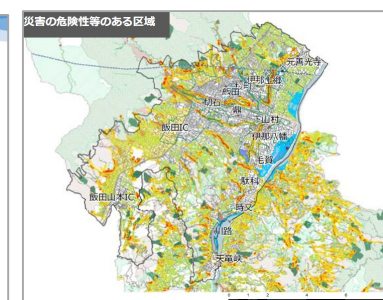 災害の危険性等のある区域
元善光寺
伊那上郷
飯田
切石
鼎
下山村
飯田IC
伊那八幡
毛賀
駄科
飯田山本IC
時又
川路
天竜峡